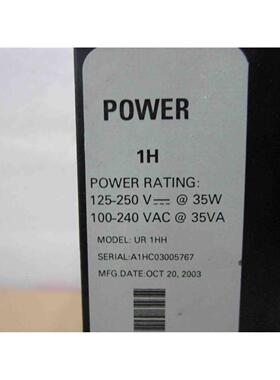 POWER
1H
POWER RATING:
125-250 V⎓ @ 35W
100-240 VAC @ 35VA
MODEL: UR 1HH
SERIAL:A1HC03005767
MFG.DATE:OCT 20, 2003